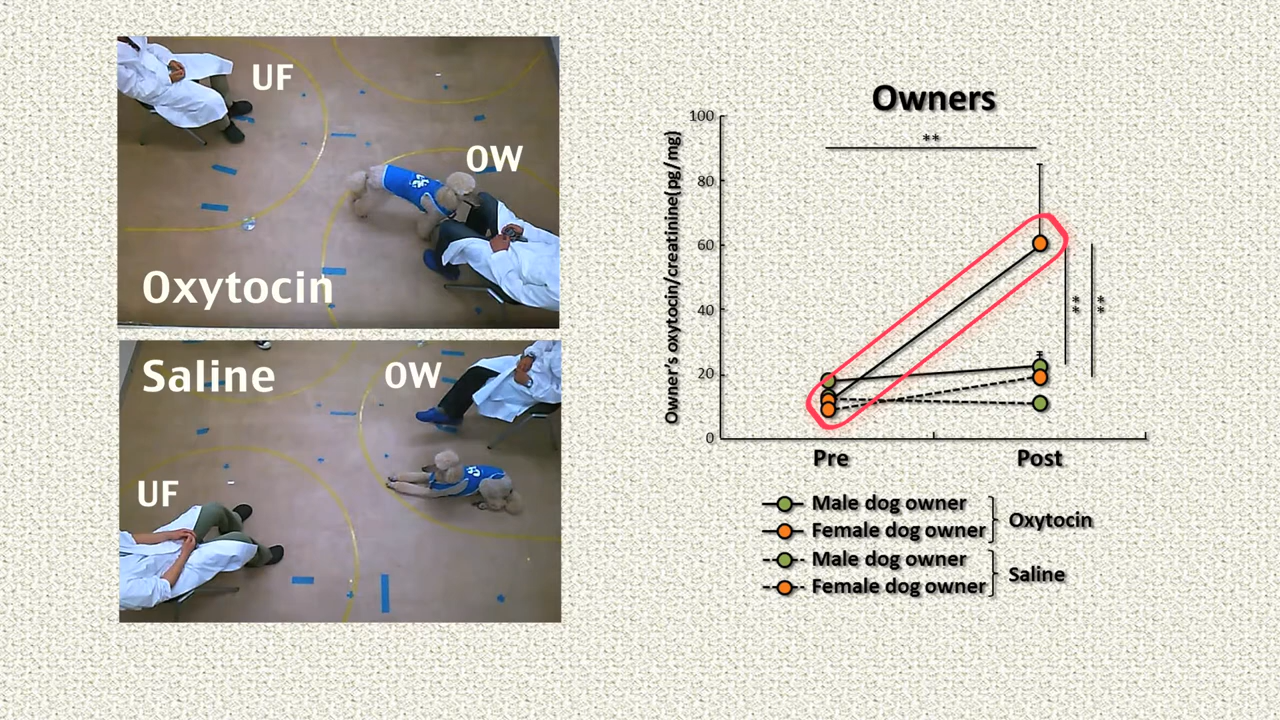 UF
OW
Oxytocin
Saline
OW
UF
Owners
Owner's oxytocin/creatinine(pg/mg)
100
80
60
40
20
0
**
**
**
*
Pre
Post
Male dog owner
Female dog owner
Oxytocin
Male dog owner
Female dog owner
Saline